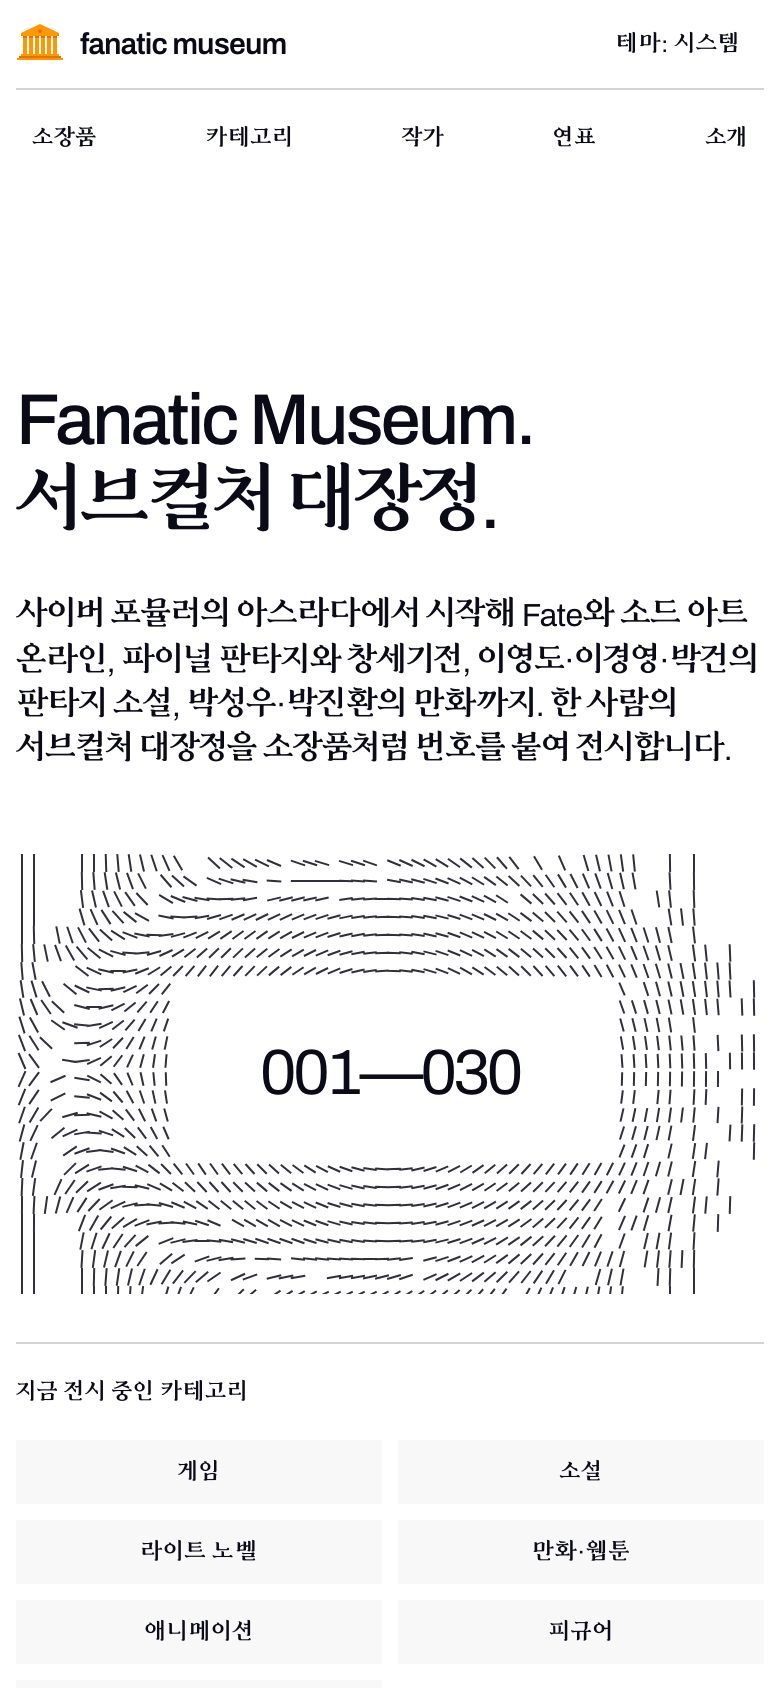 fanatic museum
테마: 시스템
소장품 카테고리 작가 연표 소개
Fanatic Museum.
서브컬처 대장정.
사이버 포뮬러의 아스라다에서 시작해 Fate와 소드 아트
온라인, 파이널 판타지와 창세기전, 이영도·이경영·박건의
판타지 소설, 박성우·박진환의 만화까지. 한 사람의
서브컬처 대장정을 소장품처럼 번호를 붙여 전시합니다.
001—030
지금 전시 중인 카테고리
게임 소설
라이트 노벨 만화·웹툰
애니메이션 피규어